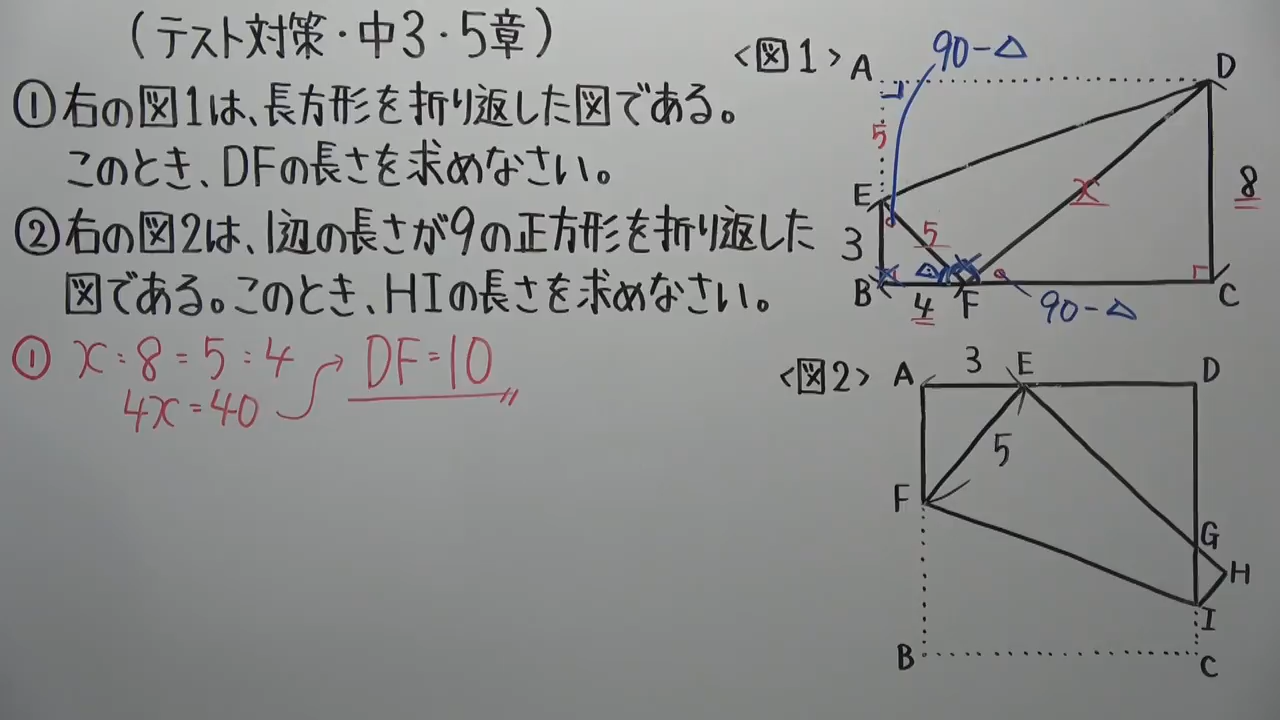 (テスト対策・中3・5章)
①右の図1は、長方形を折り返した図である。
このとき、DFの長さを求めなさい。
②右の図2は、1辺の長さが9の正方形を折り返した
図である。このとき、HIの長さを求めなさい。
① x:8=5:4
4x=40
DF=10
<図1>
90-△
A
D
5
E
x
8
3
5
△
B
4
F
90-△
C
<図2>
A
3
E
D
5
F
G
H
I
B
C